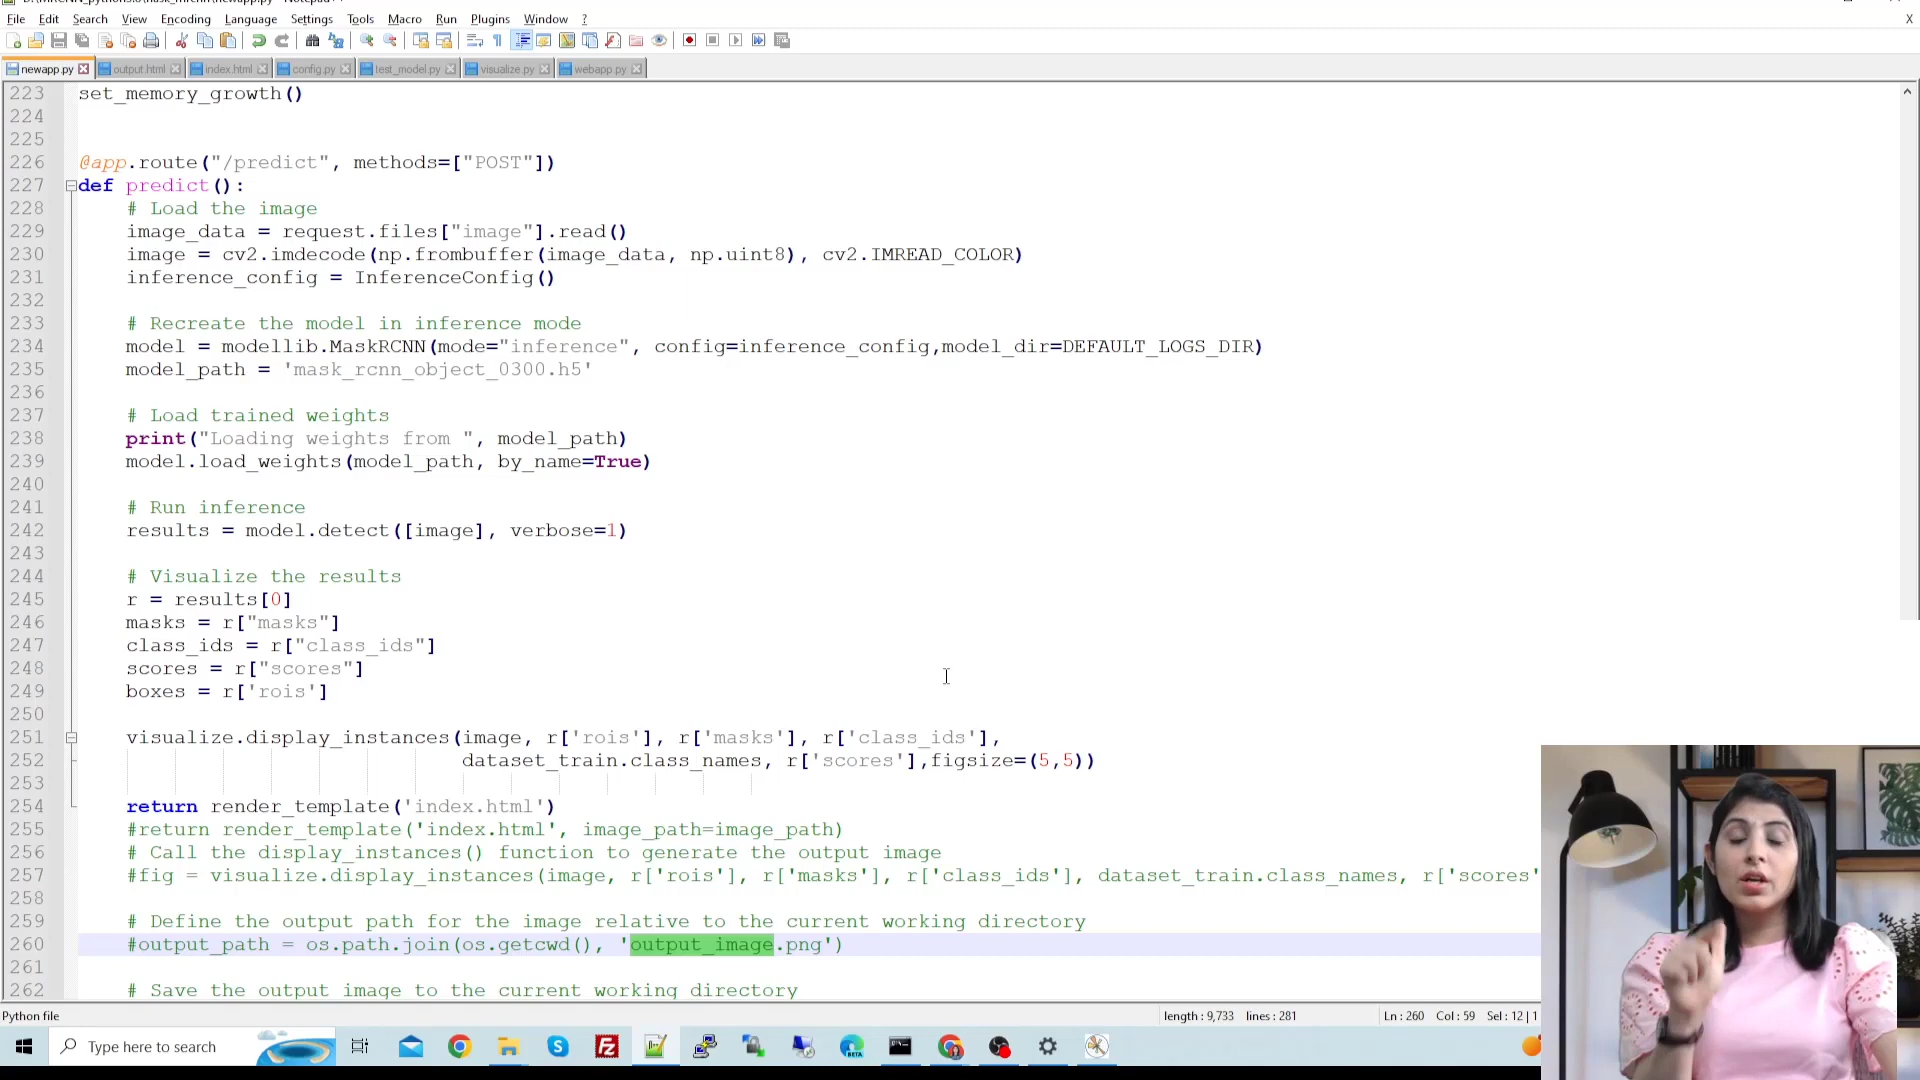 File Edit Search View Encoding Language Settings Tools Macro Run Plugins Window ? X
newapp.py output.html index.html config.py test_model.py visualize.py webapp.py
223 set_memory_growth()
224
225
226 @app.route("/predict", methods=["POST"])
227 def predict():
228 # Load the image
229 image_data = request.files["image"].read()
230 image = cv2.imdecode(np.frombuffer(image_data, np.uint8), cv2.IMREAD_COLOR)
231 inference_config = InferenceConfig()
232
233 # Recreate the model in inference mode
234 model = modellib.MaskRCNN(mode="inference", config=inference_config,model_dir=DEFAULT_LOGS_DIR)
235 model_path = 'mask_rcnn_object_0300.h5'
236
237 # Load trained weights
238 print("Loading weights from ", model_path)
239 model.load_weights(model_path, by_name=True)
240
241 # Run inference
242 results = model.detect([image], verbose=1)
243
244 # Visualize the results
245 r = results[0]
246 masks = r["masks"]
247 class_ids = r["class_ids"]
248 scores = r["scores"]
249 boxes = r['rois']
250
251 visualize.display_instances(image, r['rois'], r['masks'], r['class_ids'],
252 dataset_train.class_names, r['scores'],figsize=(5,5))
253
254 return render_template('index.html')
255 #return render_template('index.html', image_path=image_path)
256 # Call the display_instances() function to generate the output image
257 #fig = visualize.display_instances(image, r['rois'], r['masks'], r['class_ids'], dataset_train.class_names, r['scores'
258
259 # Define the output path for the image relative to the current working directory
260 #output_path = os.path.join(os.getcwd(), 'output_image.png')
261
262 # Save the output image to the current working directory
Python file length : 9,733 lines : 281 Ln : 260 Col : 59 Sel : 12 | 1
Type here to search
BETA